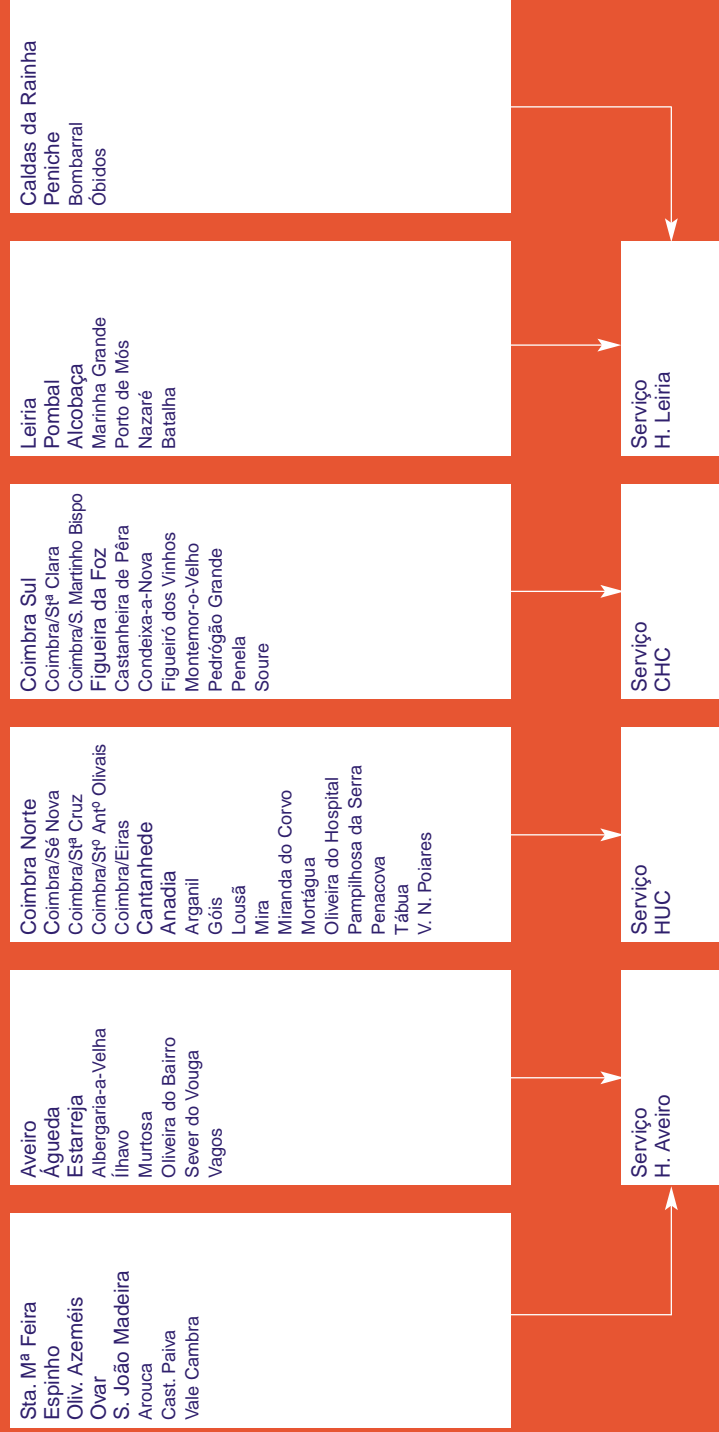 Sta. Mª Feira
Espinho
Oliv. Azeméis
Ovar
S. João Madeira
Arouca
Cast. Paiva
Vale Cambra
Aveiro
Águeda
Estarreja
Albergaria-a-Velha
Ílhavo
Murtosa
Oliveira do Bairro
Sever do Vouga
Vagos
Coimbra Norte
Coimbra/Sé Nova
Coimbra/Stª Cruz
Coimbra/Stº Antº Olivais
Coimbra/Eiras
Cantanhede
Anadia
Arganil
Góis
Lousã
Mira
Miranda do Corvo
Mortágua
Oliveira do Hospital
Pampilhosa da Serra
Penacova
Tábua
V. N. Poiares
Coimbra Sul
Coimbra/Stª Clara
Coimbra/S. Martinho Bispo
Figueira da Foz
Castanheira de Pêra
Condeixa-a-Nova
Figueiró dos Vinhos
Montemor-o-Velho
Pedrógão Grande
Penela
Soure
Leiria
Pombal
Alcobaça
Marinha Grande
Porto de Mós
Nazaré
Batalha
Caldas da Rainha
Peniche
Bombarral
Óbidos
Serviço
H. Aveiro
Serviço
HUC
Serviço
CHC
Serviço
H. Leiria